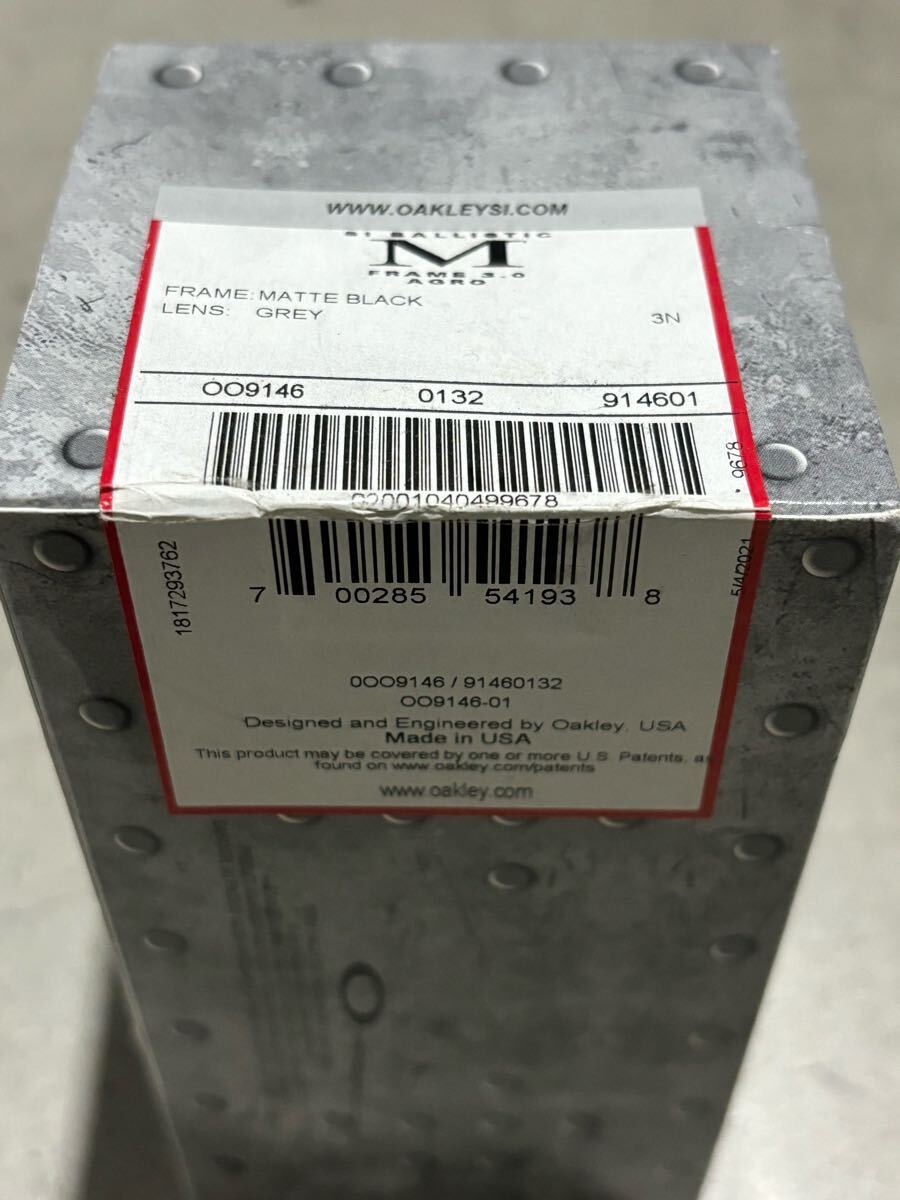 WWW.OAKLEYSI.COM
SI BALLISTIC
M
FRAME 3.0
AGRO
FRAME: MATTE BLACK
LENS: GREY
3N
OO9146 0132 914601
G2001040499678
• 9678
1817293762
5/4/2021
7 00285 54193 8
0OO9146 / 91460132
OO9146-01
Designed and Engineered by Oakley, USA
Made in USA
This product may be covered by one or more U.S. Patents, as
found on www.oakley.com/patents
www.oakley.com